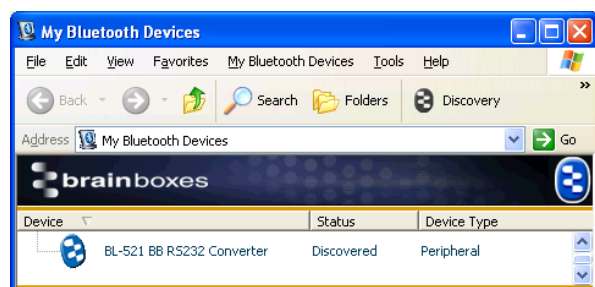 My Bluetooth Devices
File Edit View Favorites My Bluetooth Devices Tools Help
Back Search Folders Discovery »
Address My Bluetooth Devices Go
brainboxes
Device Status Device Type
BL-521 BB RS232 Converter Discovered Peripheral